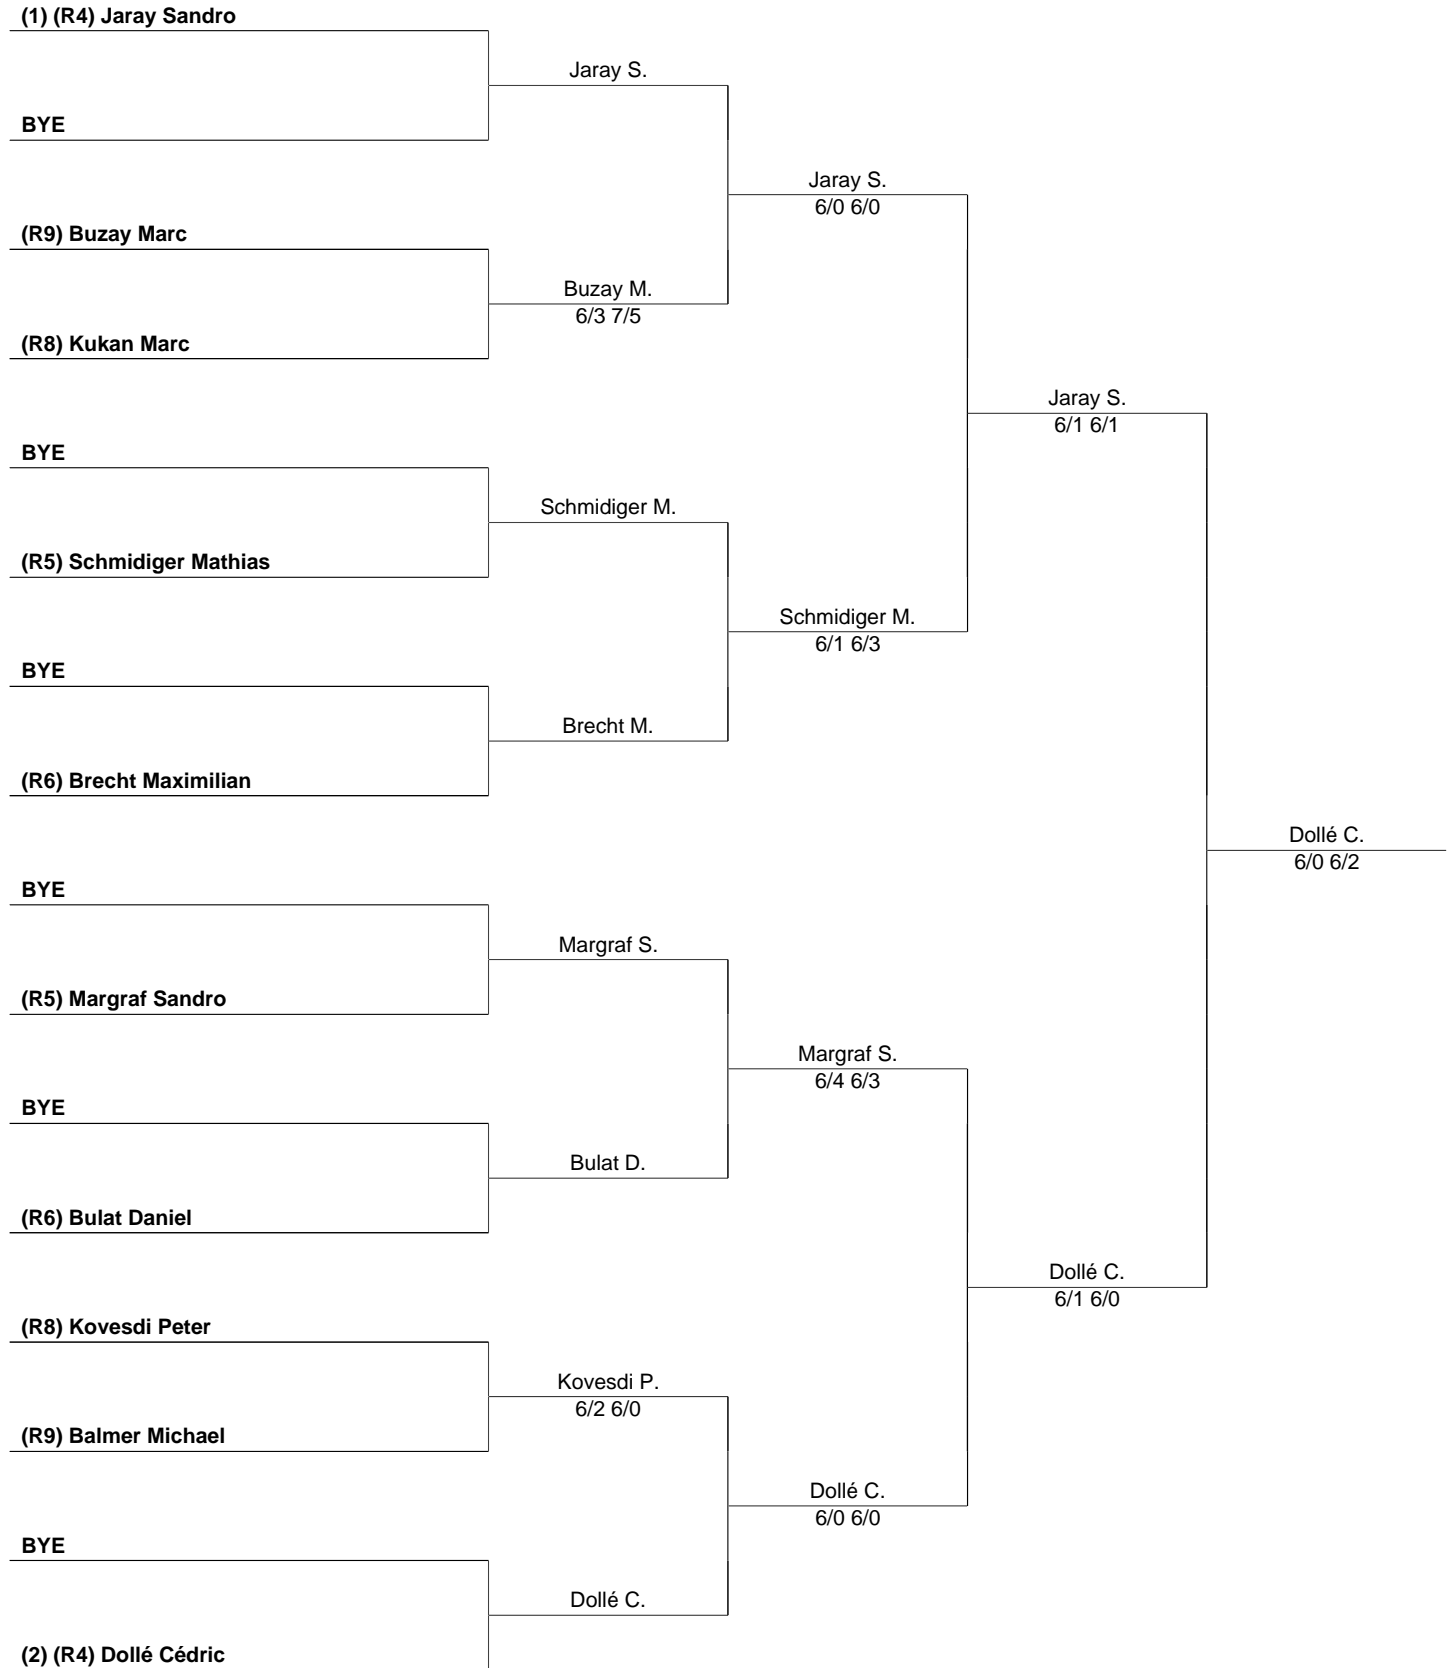 (1) (R4) Jaray Sandro
Jaray S.
BYE
Jaray S.
6/0 6/0
(R9) Buzay Marc
Buzay M.
6/3 7/5
(R8) Kukan Marc
Jaray S.
6/1 6/1
BYE
Schmidiger M.
(R5) Schmidiger Mathias
Schmidiger M.
6/1 6/3
BYE
Brecht M.
(R6) Brecht Maximilian
Dollé C.
6/0 6/2
BYE
Margraf S.
(R5) Margraf Sandro
Margraf S.
6/4 6/3
BYE
Bulat D.
(R6) Bulat Daniel
Dollé C.
6/1 6/0
(R8) Kovesdi Peter
Kovesdi P.
6/2 6/0
(R9) Balmer Michael
Dollé C.
6/0 6/0
BYE
Dollé C.
(2) (R4) Dollé Cédric